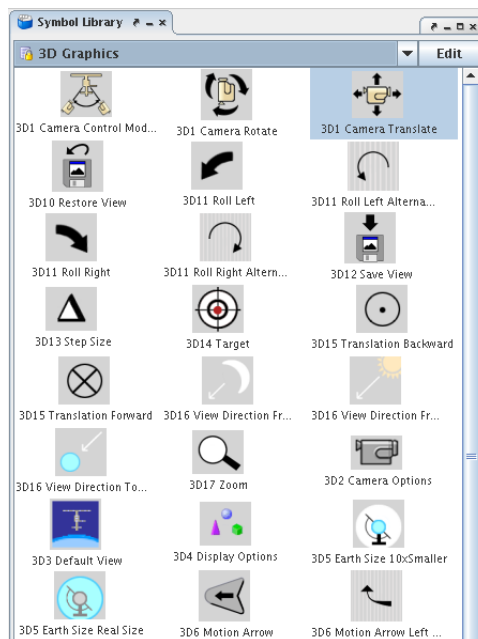 Symbol Library
3D Graphics
Edit
3D1 Camera Control Mod...
3D1 Camera Rotate
3D1 Camera Translate
3D10 Restore View
3D11 Roll Left
3D11 Roll Left Alterna...
3D11 Roll Right
3D11 Roll Right Altern...
3D12 Save View
3D13 Step Size
3D14 Target
3D15 Translation Backward
3D15 Translation Forward
3D16 View Direction Fr...
3D16 View Direction Fr...
3D16 View Direction To...
3D17 Zoom
3D2 Camera Options
3D3 Default View
3D4 Display Options
3D5 Earth Size 10xSmaller
3D5 Earth Size Real Size
3D6 Motion Arrow
3D6 Motion Arrow Left ...